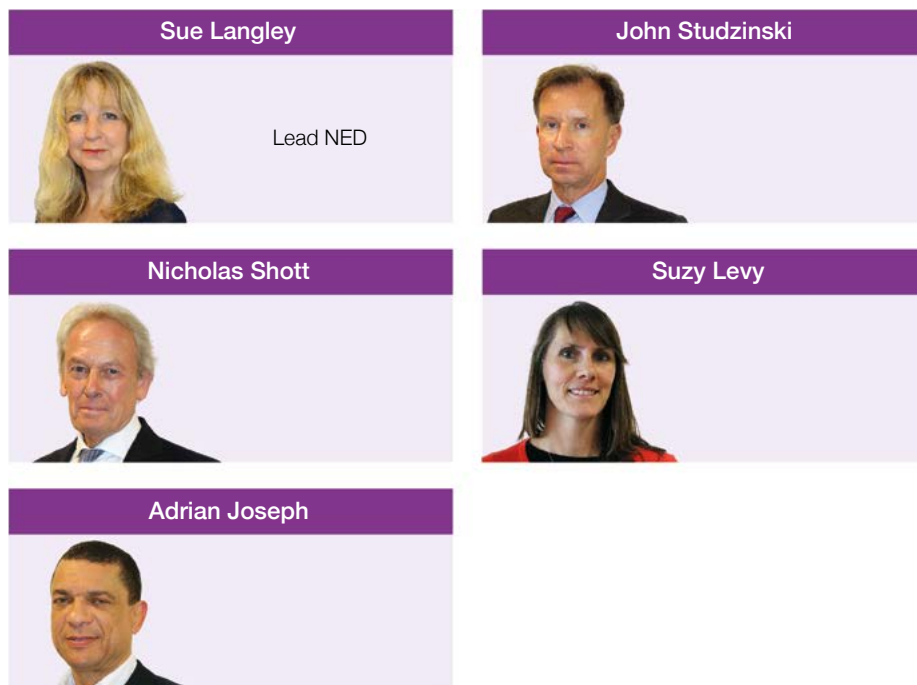 Sue Langley
Lead NED
John Studzinski
Nicholas Shott
Suzy Levy
Adrian Joseph